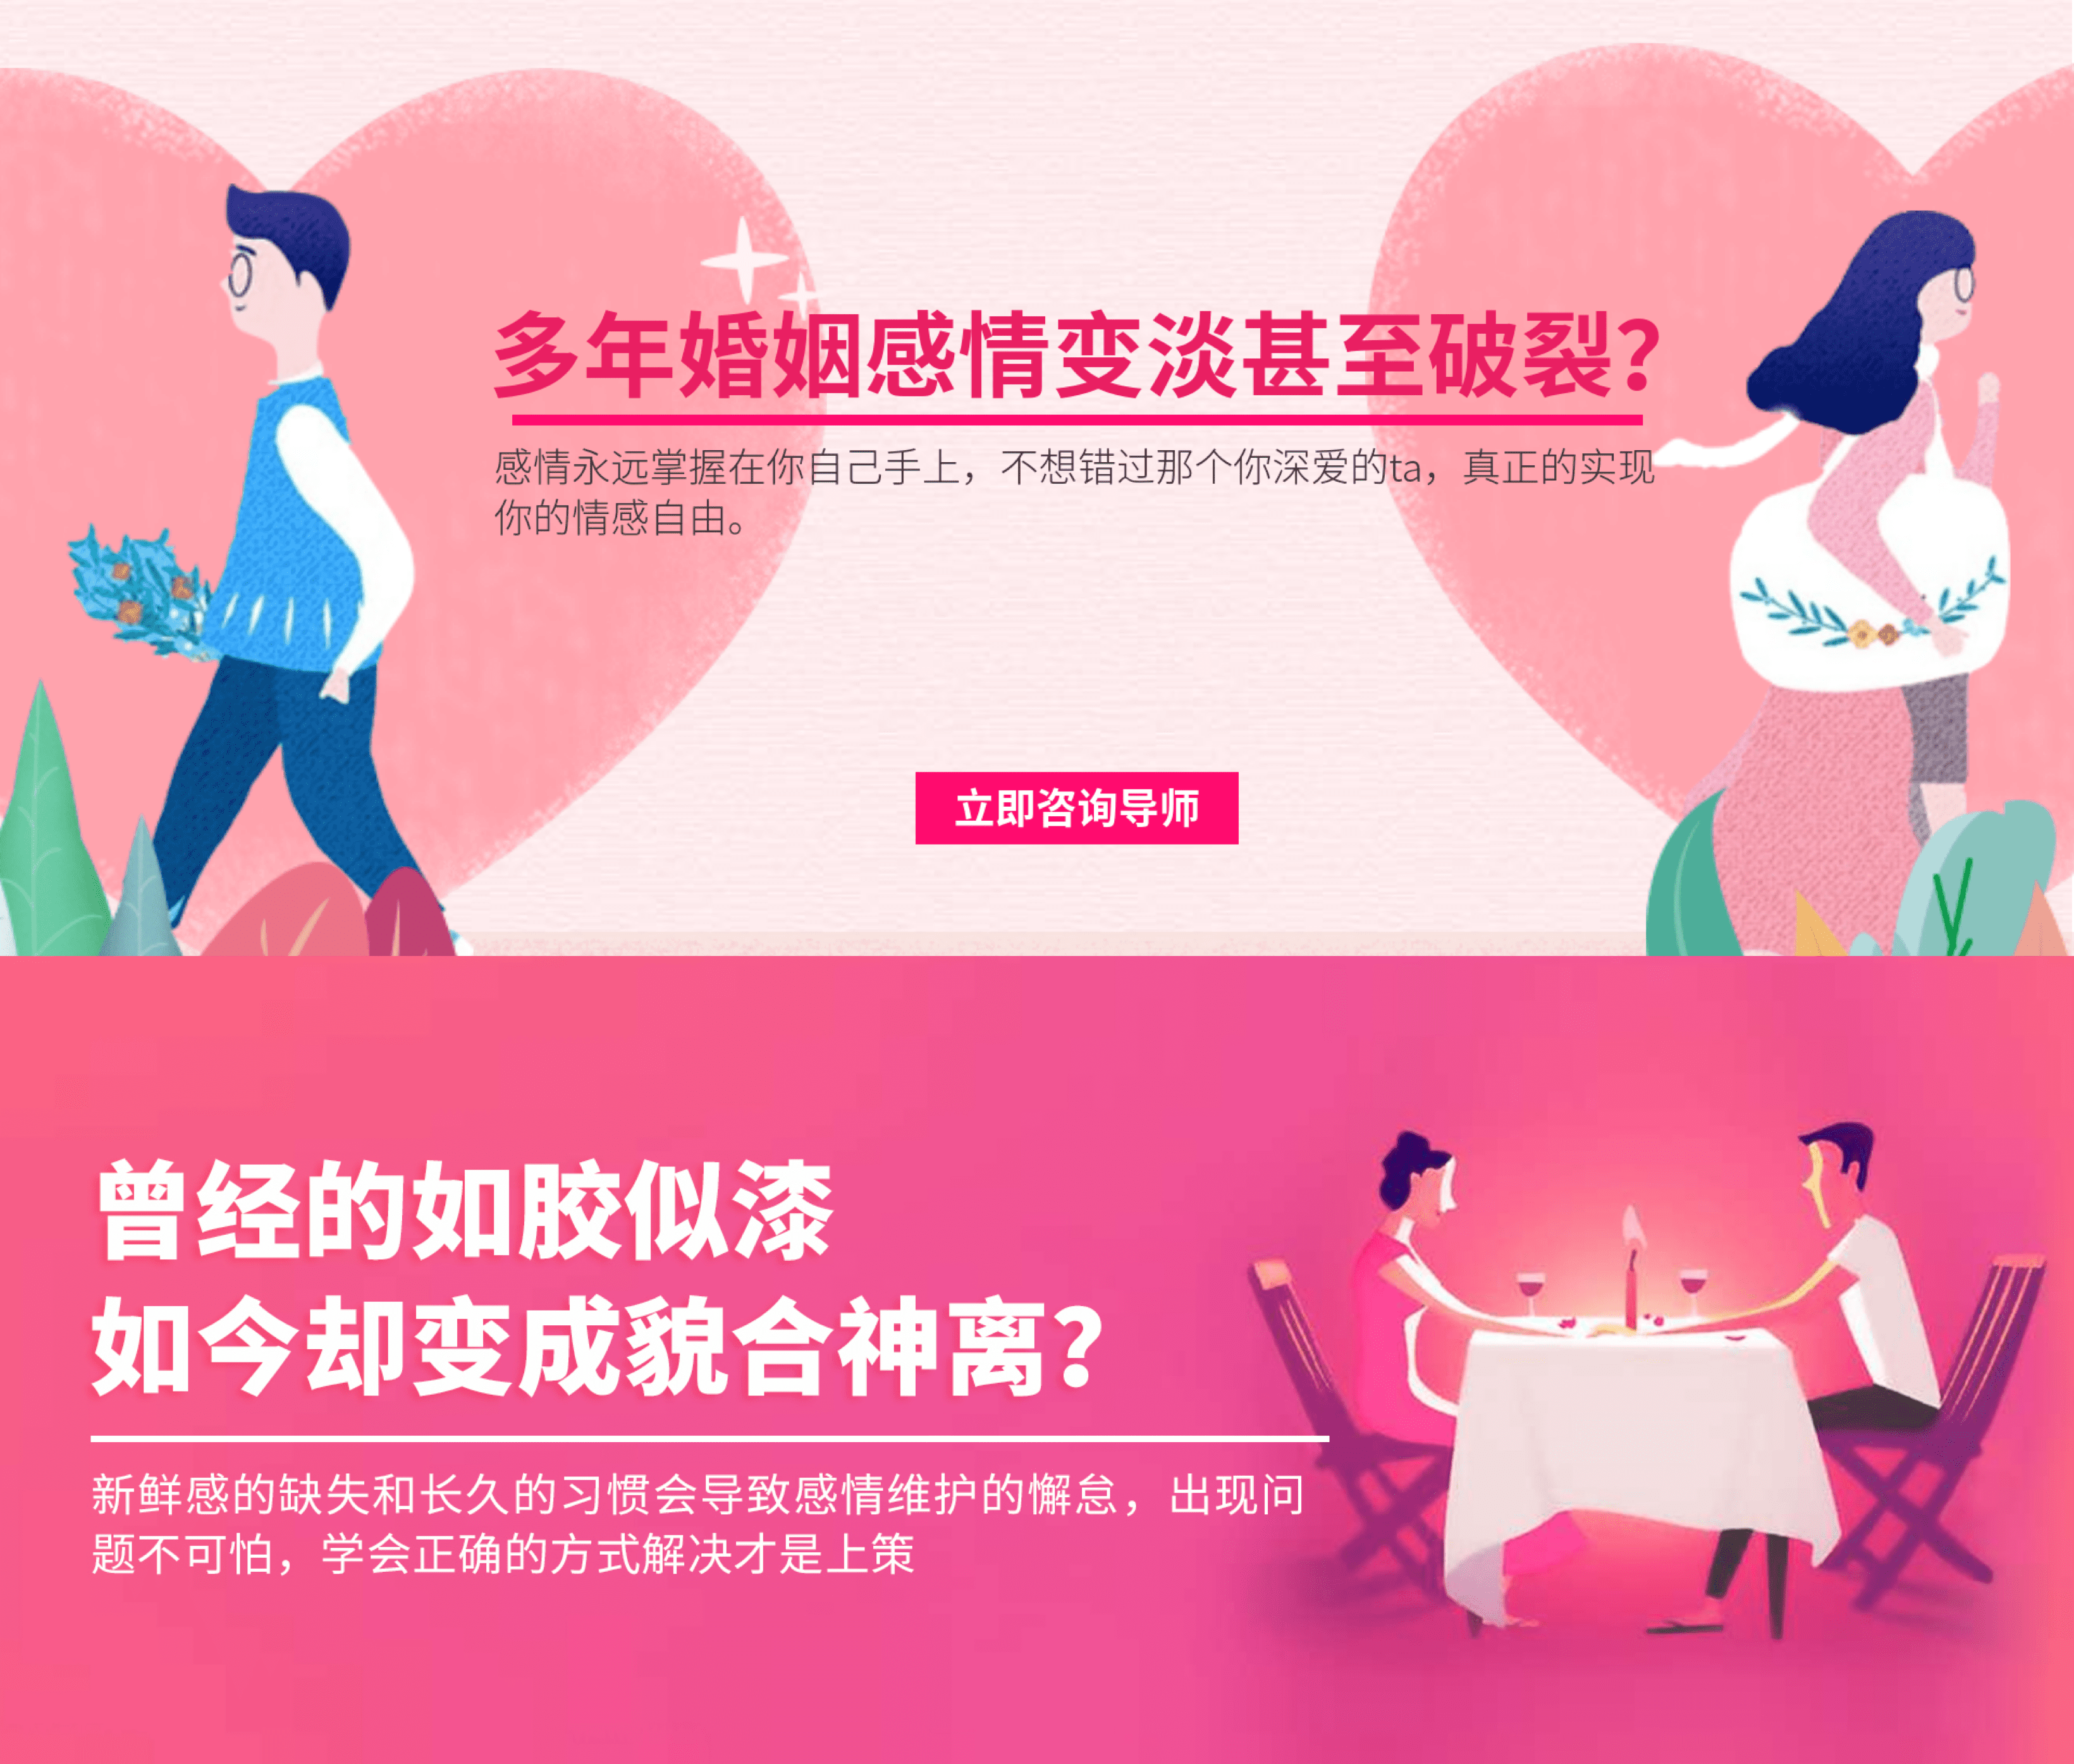 多年婚姻感情变淡甚至破裂?
感情永远掌握在你自己手上，不想错过那个你深爱的ta，真正的实现
你的情感自由。
立即咨询导师
曾经的如胶似漆
如今却变成貌合神离?
新鲜感的缺失和长久的习惯会导致感情维护的懈怠，出现问
题不可怕，学会正确的方式解决才是上策